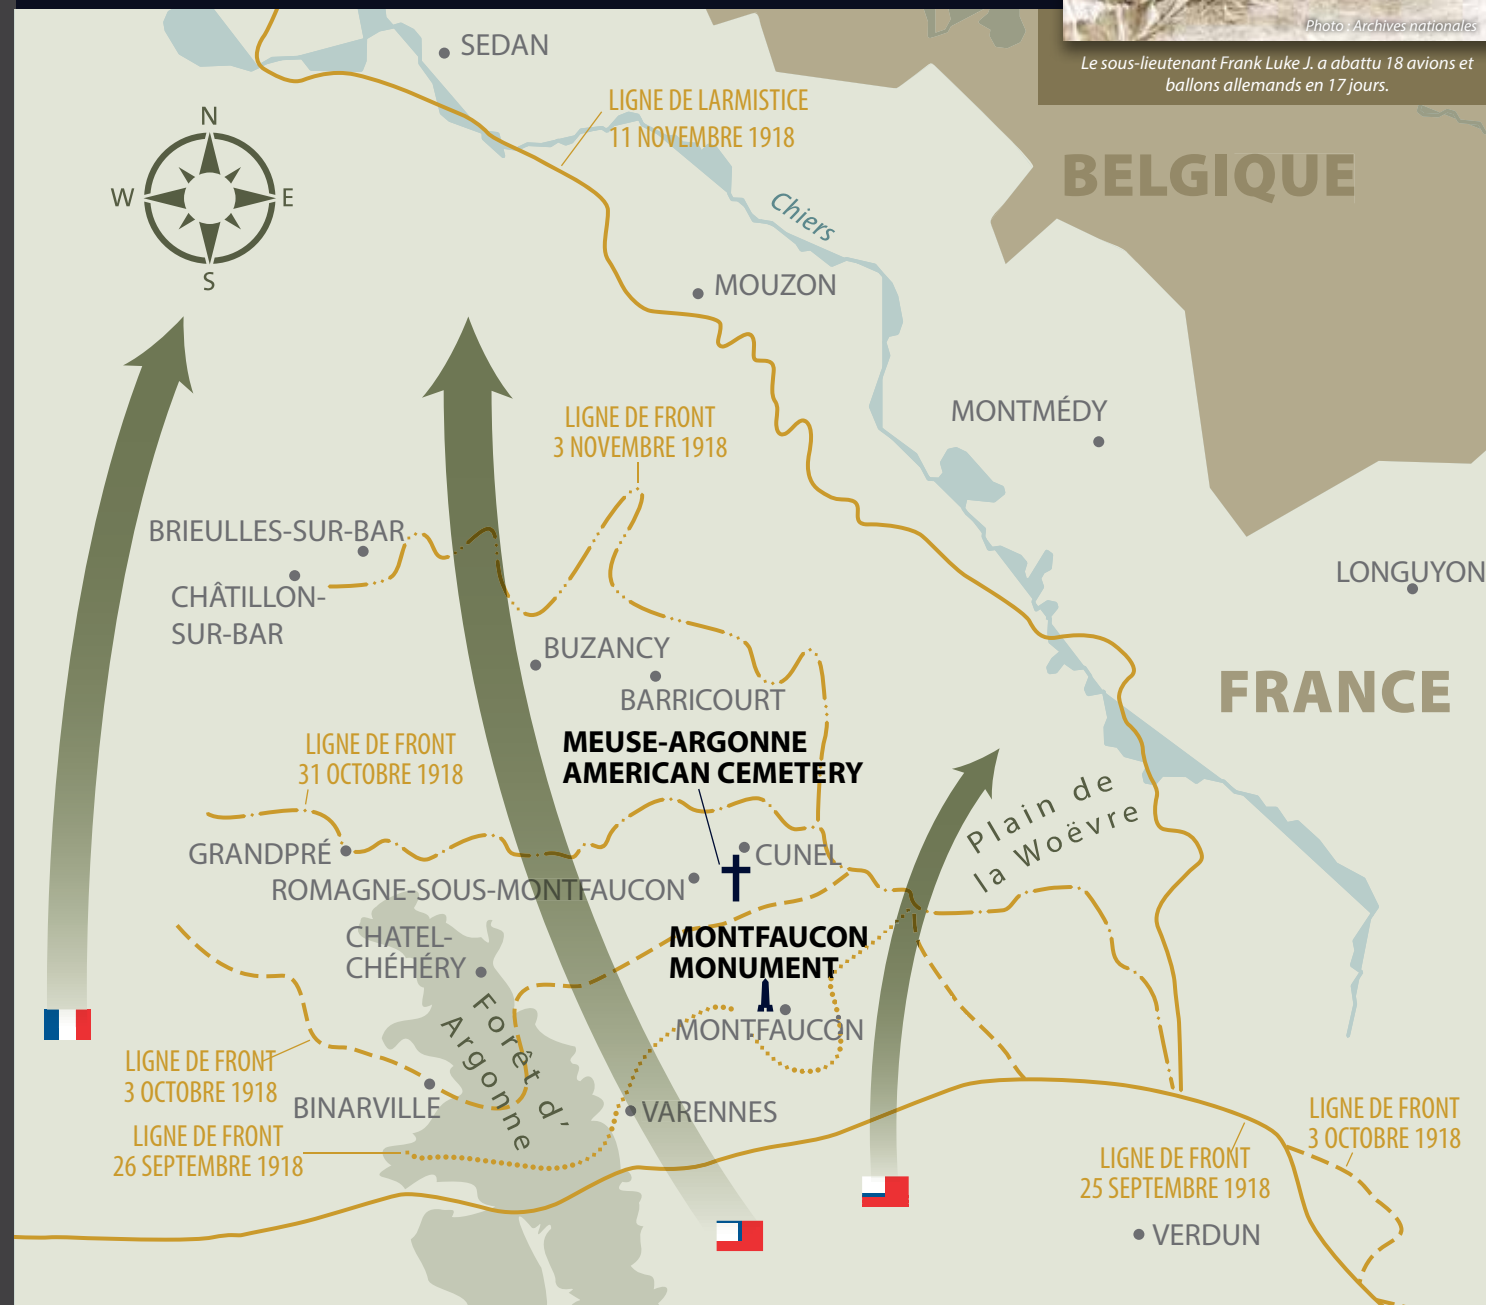 Photo : Archives nationales
Le sous-lieutenant Frank Luke J. a abattu 18 avions et
ballons allemands en 17 jours.
SEDAN
LIGNE DE LARMISTICE
11 NOVEMBRE 1918
N
W
E
S
BELGIQUE
Chiers
MOUZON
MONTMÉDY
LIGNE DE FRONT
3 NOVEMBRE 1918
BRIEULLES-SUR-BAR
CHÂTILLON-
SUR-BAR
LONGUYON
BUZANCY
BARRICOURT
FRANCE
LIGNE DE FRONT
31 OCTOBRE 1918
MEUSE-ARGONNE
AMERICAN CEMETERY
Plain de
la Woëvre
GRANDPRÉ
CUNEL
ROMAGNE-SOUS-MONTFAUCON
CHATEL-
CHÉHÉRY
MONTFAUCON
MONUMENT
MONTFAUCON
Forêt d'
Argonne
LIGNE DE FRONT
3 OCTOBRE 1918
BINARVILLE
VARENNES
LIGNE DE FRONT
26 SEPTEMBRE 1918
LIGNE DE FRONT
3 OCTOBRE 1918
LIGNE DE FRONT
25 SEPTEMBRE 1918
VERDUN